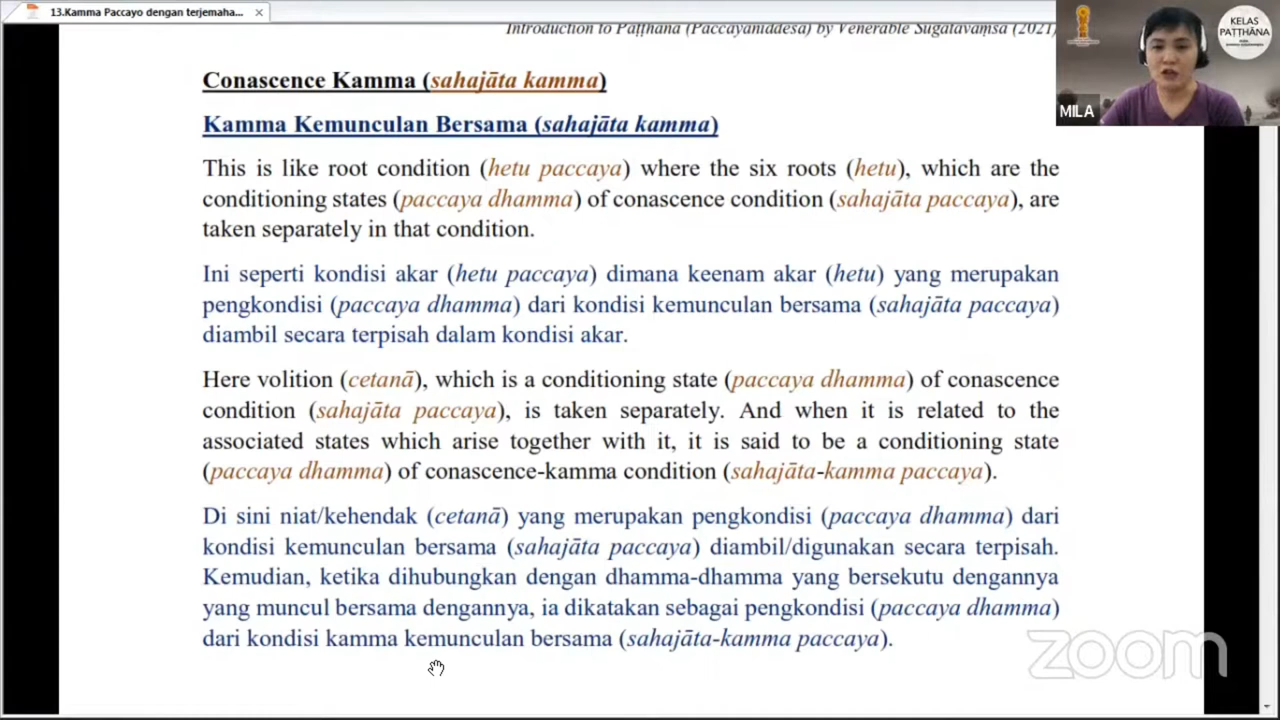 13.Kamma Paccayo dengan terjemaha...
Introduction to Paṭṭhāna (Paccayaniddesa) by Venerable Sugatavaṃsa (2021)
KELAS
PAṬṬHĀNA
MILA
Conascence Kamma (sahajāta kamma)
Kamma Kemunculan Bersama (sahajāta kamma)
This is like root condition (hetu paccaya) where the six roots (hetu), which are the
conditioning states (paccaya dhamma) of conascence condition (sahajāta paccaya), are
taken separately in that condition.
Ini seperti kondisi akar (hetu paccaya) dimana keenam akar (hetu) yang merupakan
pengkondisi (paccaya dhamma) dari kondisi kemunculan bersama (sahajāta paccaya)
diambil secara terpisah dalam kondisi akar.
Here volition (cetanā), which is a conditioning state (paccaya dhamma) of conascence
condition (sahajāta paccaya), is taken separately. And when it is related to the
associated states which arise together with it, it is said to be a conditioning state
(paccaya dhamma) of conascence-kamma condition (sahajāta-kamma paccaya).
Di sini niat/kehendak (cetanā) yang merupakan pengkondisi (paccaya dhamma) dari
kondisi kemunculan bersama (sahajāta paccaya) diambil/digunakan secara terpisah.
Kemudian, ketika dihubungkan dengan dhamma-dhamma yang bersekutu dengannya
yang muncul bersama dengannya, ia dikatakan sebagai pengkondisi (paccaya dhamma)
dari kondisi kamma kemunculan bersama (sahajāta-kamma paccaya).
zoom